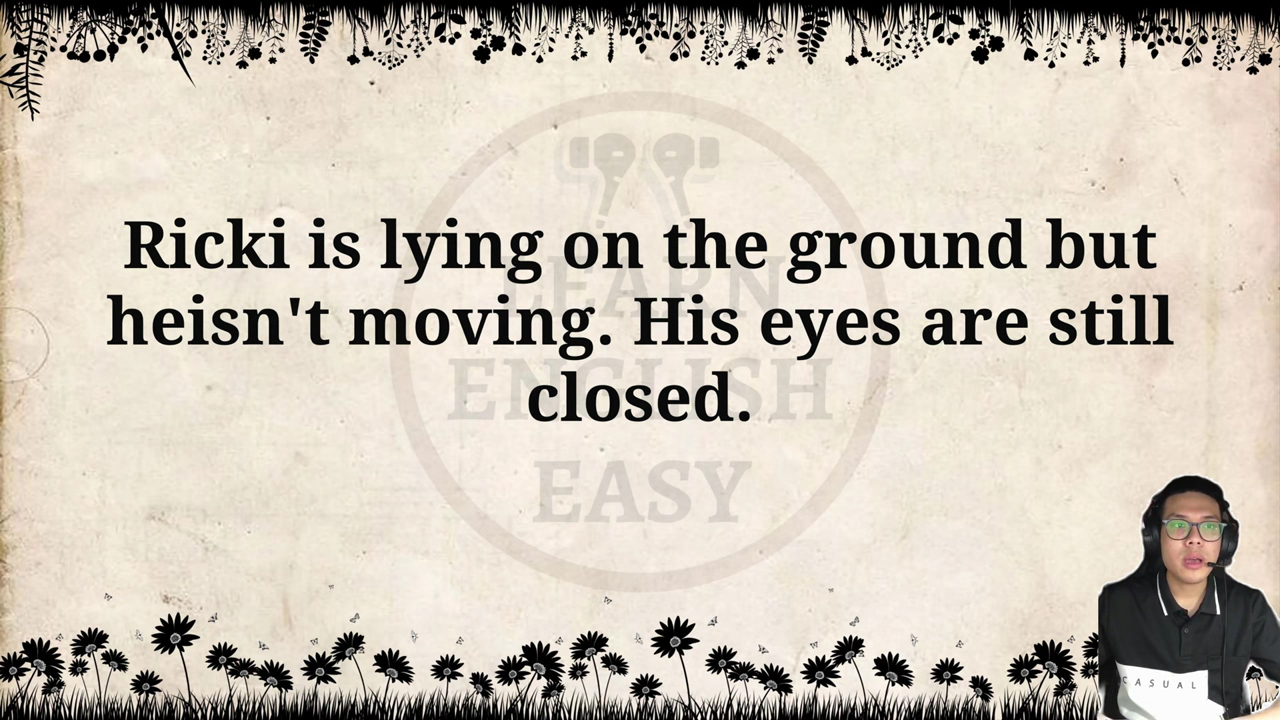 Ricki is lying on the ground but
heisn't moving. His eyes are still
closed.
LEARN
ENGLISH
EASY
CASUAL